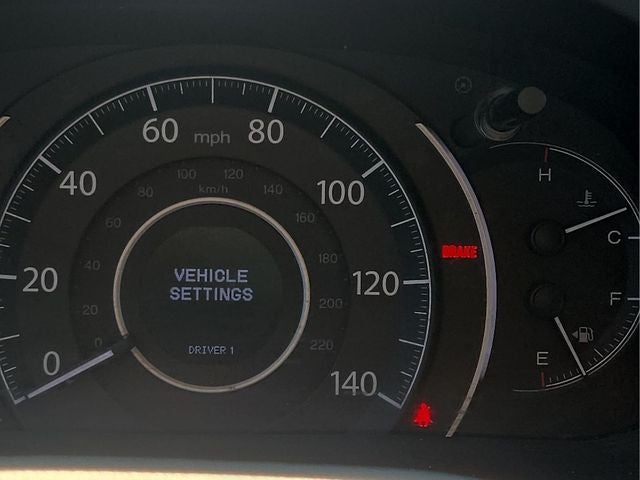 60 mph 80
40
100
20
120
0
140
100 120
80 km/h 140
60 160
40 180
20 200
0 220
VEHICLE
SETTINGS
DRIVER 1
BRAKE
H
C
F
E